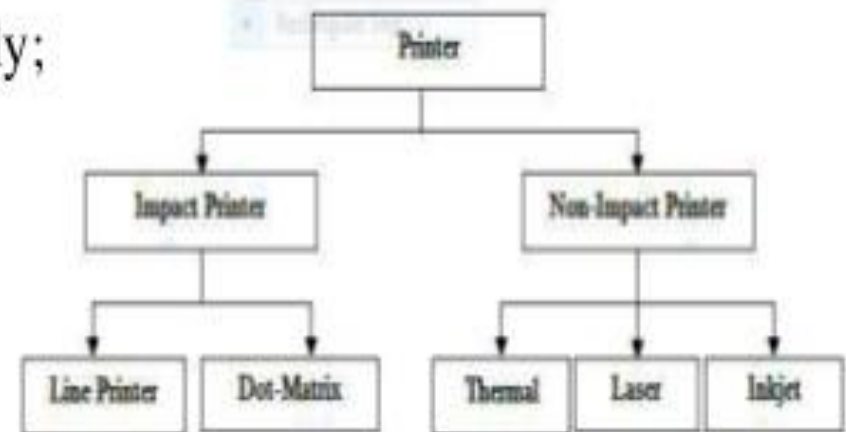 y;
Printer
Impact Printer Non-Impact Printer
Line Printer Dot-Matrix Thermal Laser Inkjet